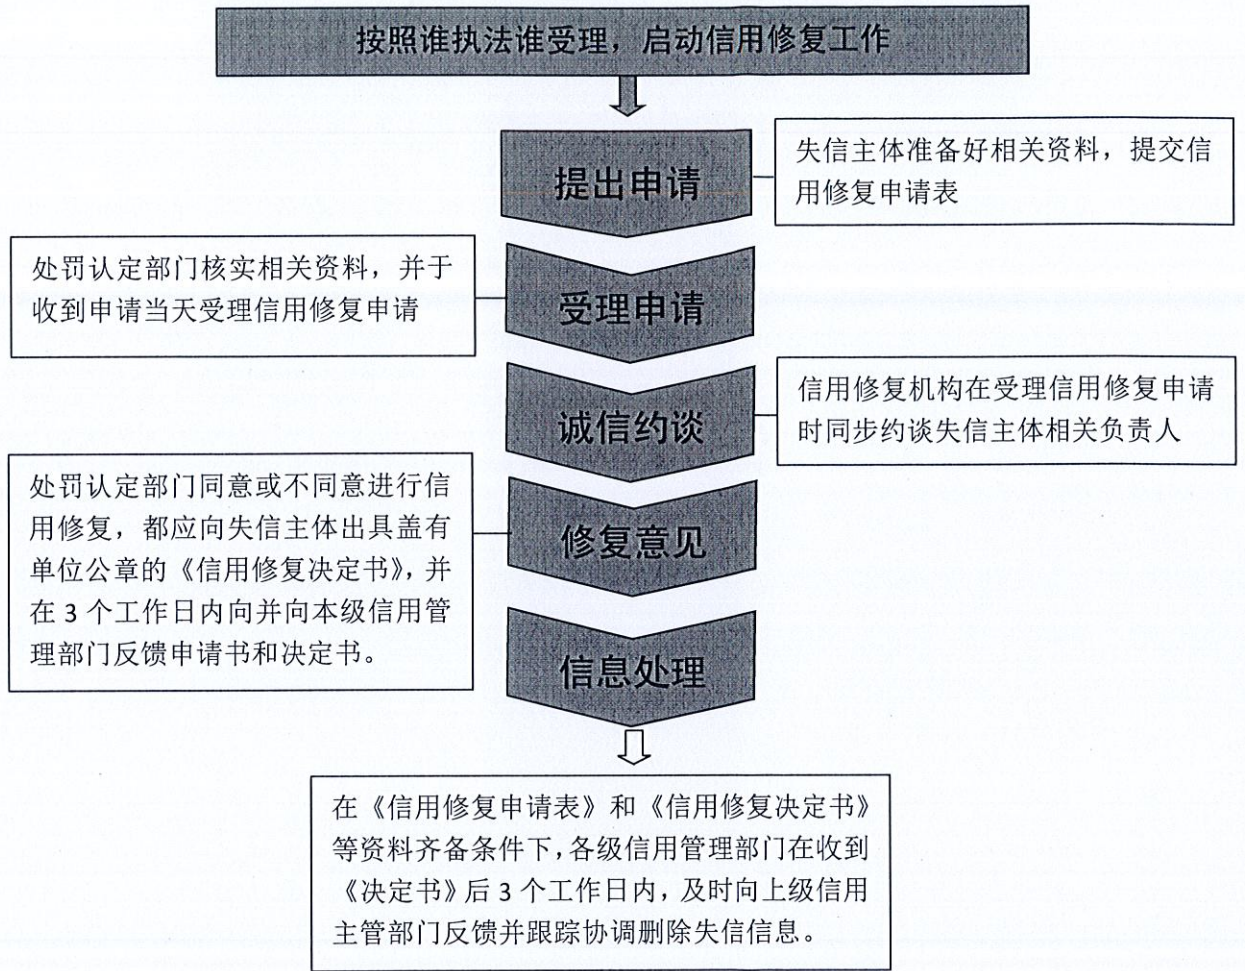 按照谁执法谁受理，启动信用修复工作
提出申请
失信主体准备好相关资料，提交信
用修复申请表
处罚认定部门核实相关资料，并于
收到申请当天受理信用修复申请
受理申请
诚信约谈
信用修复机构在受理信用修复申请
时同步约谈失信主体相关负责人
处罚认定部门同意或不同意进行信
用修复，都应向失信主体出具盖有
单位公章的《信用修复决定书》，并
在 3 个工作日内向并向本级信用管
理部门反馈申请书和决定书。
修复意见
信息处理
在《信用修复申请表》和《信用修复决定书》
等资料齐备条件下，各级信用管理部门在收到
《决定书》后 3 个工作日内，及时向上级信用
主管部门反馈并跟踪协调删除失信信息。